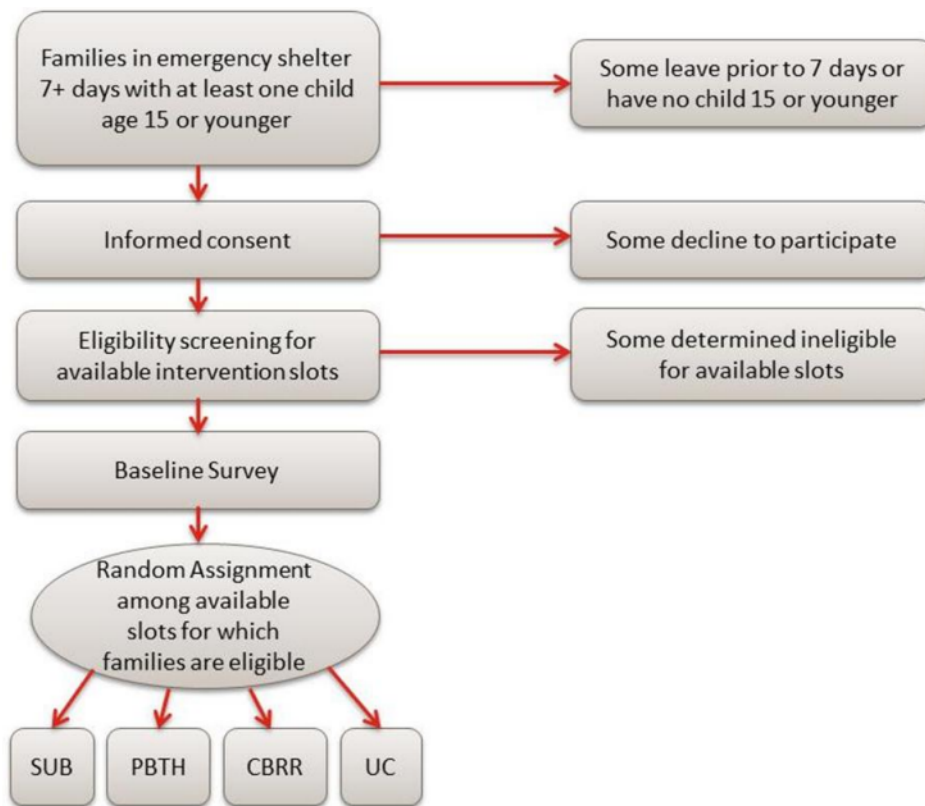 Families in emergency shelter
7+ days with at least one child
age 15 or younger
Some leave prior to 7 days or
have no child 15 or younger
Informed consent
Some decline to participate
Eligibility screening for
available intervention slots
Some determined ineligible
for available slots
Baseline Survey
Random Assignment
among available
slots for which
families are eligible
SUB
PBTH
CBRR
UC